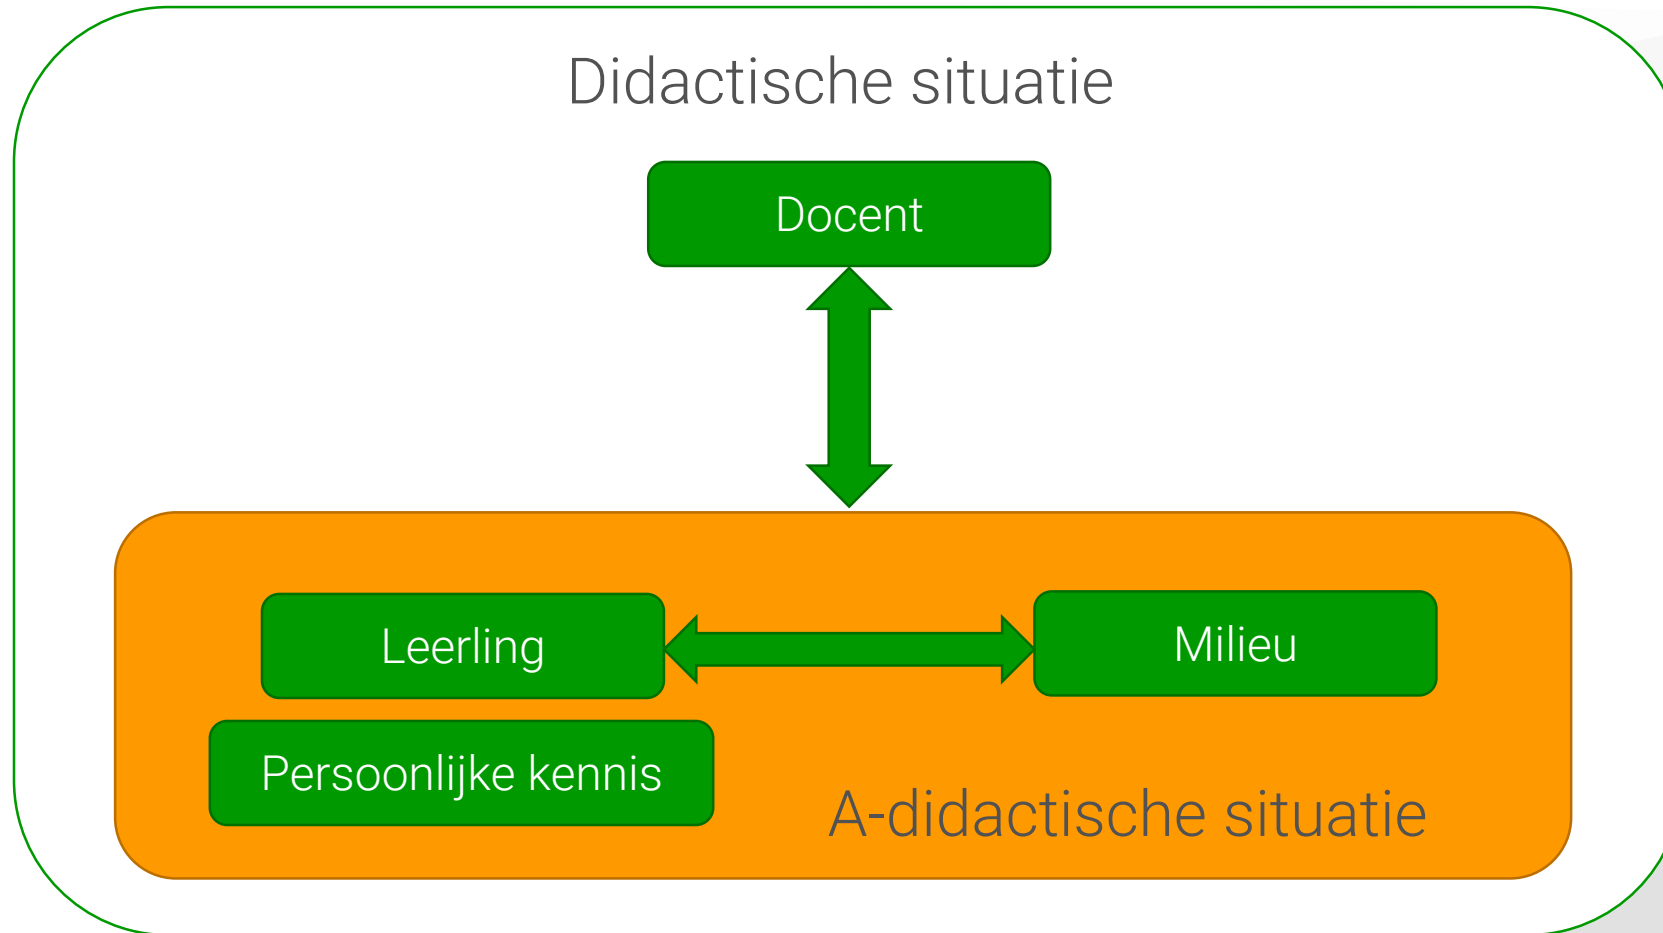 Didactische situatie
Docent
Leerling
Milieu
Persoonlijke kennis
A-didactische situatie